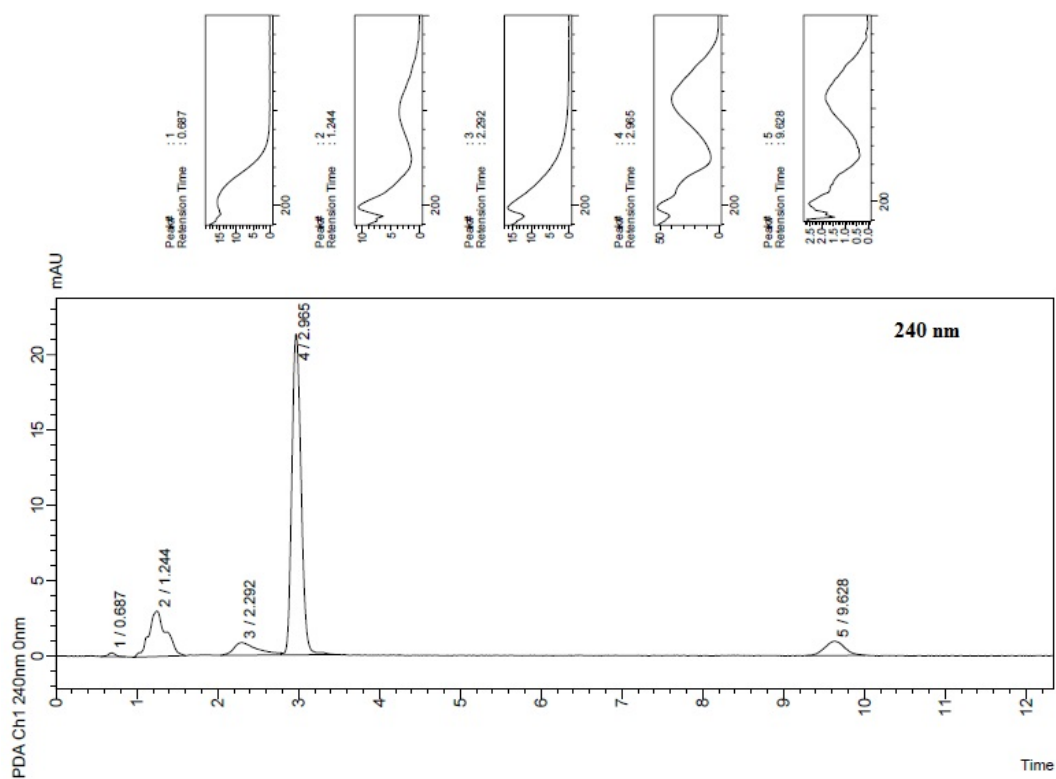 Peak# : 1
Retension Time : 0.687
15
10
5
0
200
Peak# : 2
Retension Time : 1.244
10
5
0
200
Peak# : 3
Retension Time : 2.292
15
10
5
0
200
Peak# : 4
Retension Time : 2.965
50
0
200
Peak# : 5
Retension Time : 9.628
2.5
2.0
1.5
1.0
0.5
0.0
200
mAU
240 nm
20
15
10
5
0
1 / 0.687
2 / 1.244
3 / 2.292
4 / 2.965
5 / 9.628
0 1 2 3 4 5 6 7 8 9 10 11 12
PDA Ch1 240nm 0nm
Time